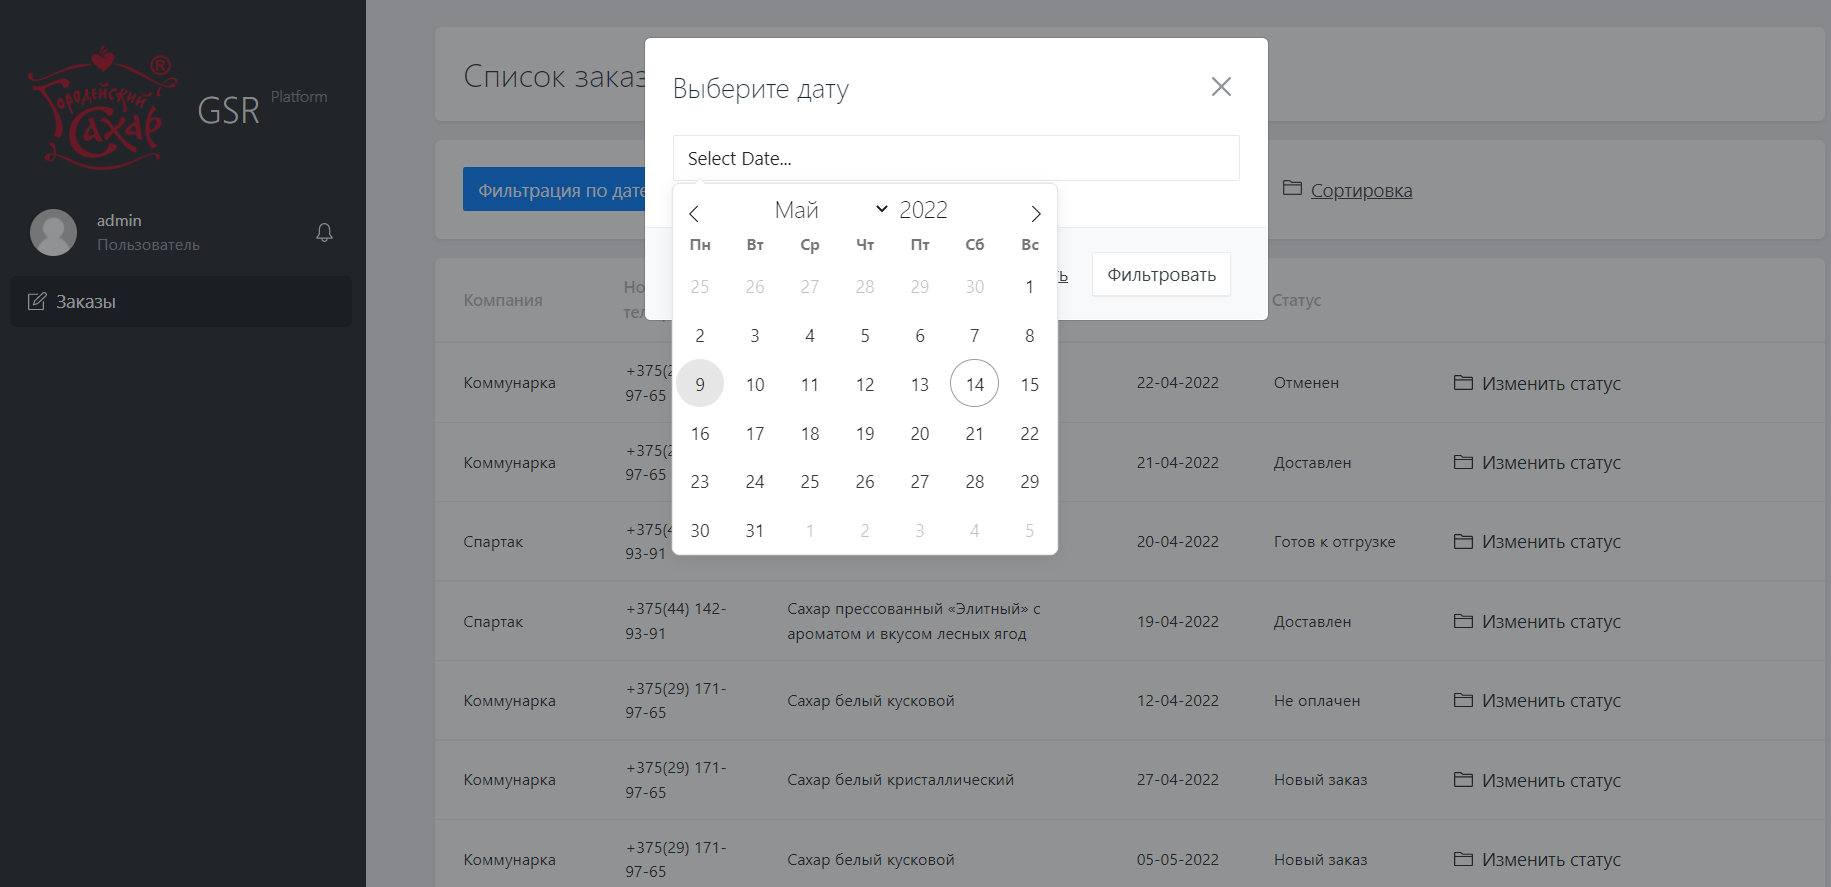 Городейский
Сахар
®
GSR Platform
admin
Пользователь
Заказы
Список
Фильтрация по дате
Сортировка
Выберите дату
Select Date...
Фильтровать
Май 2022
Пн Вт Ср Чт Пт Сб Вс
25 26 27 28 29 30 1
2 3 4 5 6 7 8
9 10 11 12 13 14 15
16 17 18 19 20 21 22
23 24 25 26 27 28 29
30 31 1 2 3 4 5
Компания Статус
Коммунарка 97-65 22-04-2022 Отменен Изменить статус
Коммунарка 97-65 21-04-2022 Доставлен Изменить статус
Спартак 93-91 20-04-2022 Готов к отгрузке Изменить статус
Спартак +375(44) 142-
93-91 Сахар прессованный «Элитный» с
ароматом и вкусом лесных ягод 19-04-2022 Доставлен Изменить статус
Коммунарка +375(29) 171-
97-65 Сахар белый кусковой 12-04-2022 Не оплачен Изменить статус
Коммунарка +375(29) 171-
97-65 Сахар белый кристаллический 27-04-2022 Новый заказ Изменить статус
Коммунарка +375(29) 171-
97-65 Сахар белый кусковой 05-05-2022 Новый заказ Изменить статус